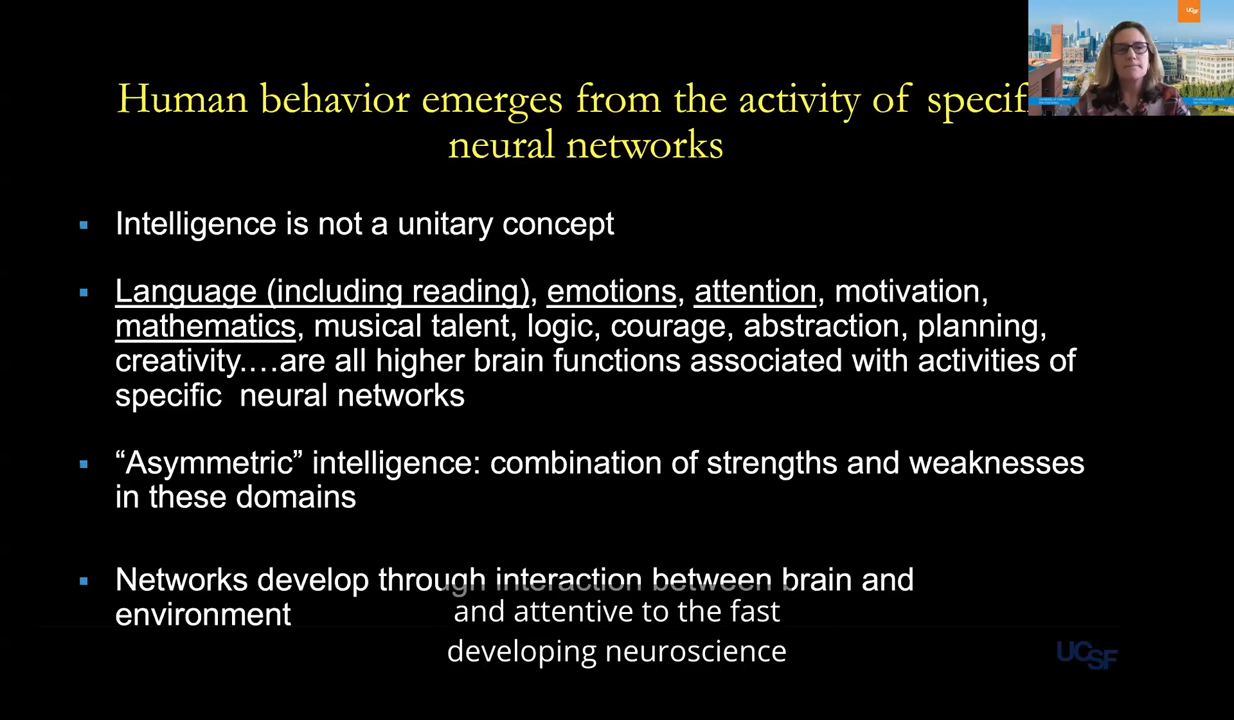 UCSF
Human behavior emerges from the activity of specif
neural networks
▪ Intelligence is not a unitary concept
▪ Language (including reading), emotions, attention, motivation,
mathematics, musical talent, logic, courage, abstraction, planning,
creativity.…are all higher brain functions associated with activities of
specific  neural networks
▪ “Asymmetric” intelligence: combination of strengths and weaknesses
in these domains
▪ Networks develop through interaction between brain and
environment
and attentive to the fast
developing neuroscience
UCSF